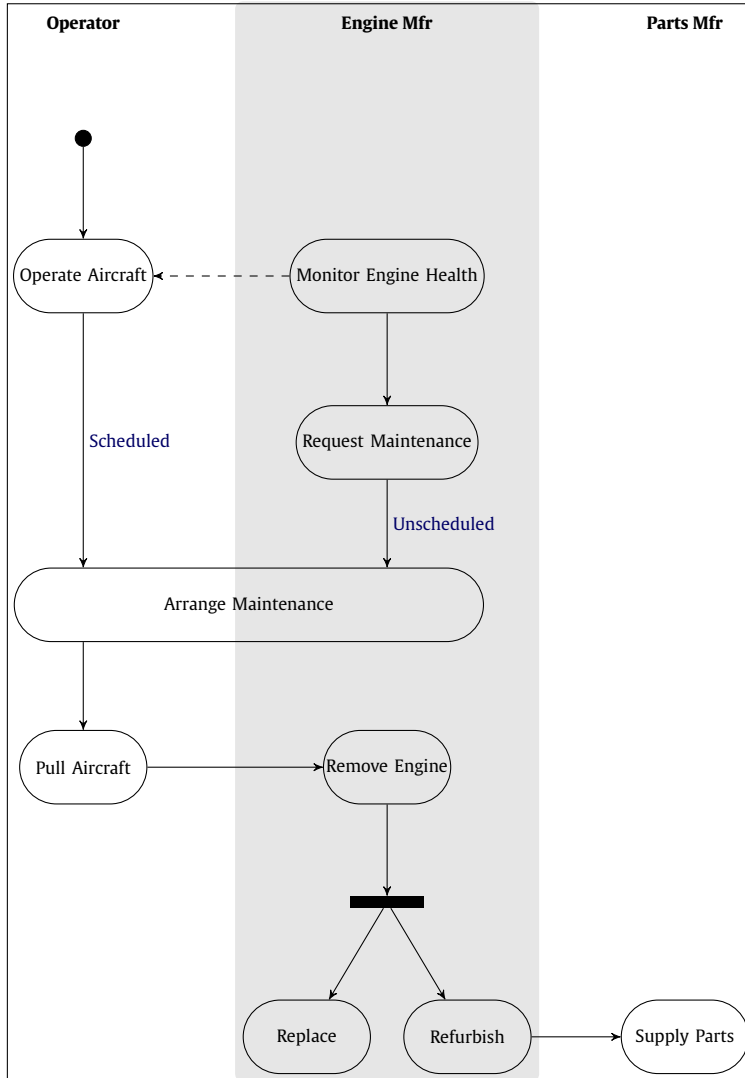 Operator
Engine Mfr
Parts Mfr
Operate Aircraft
Monitor Engine Health
Scheduled
Request Maintenance
Unscheduled
Arrange Maintenance
Pull Aircraft
Remove Engine
Replace
Refurbish
Supply Parts